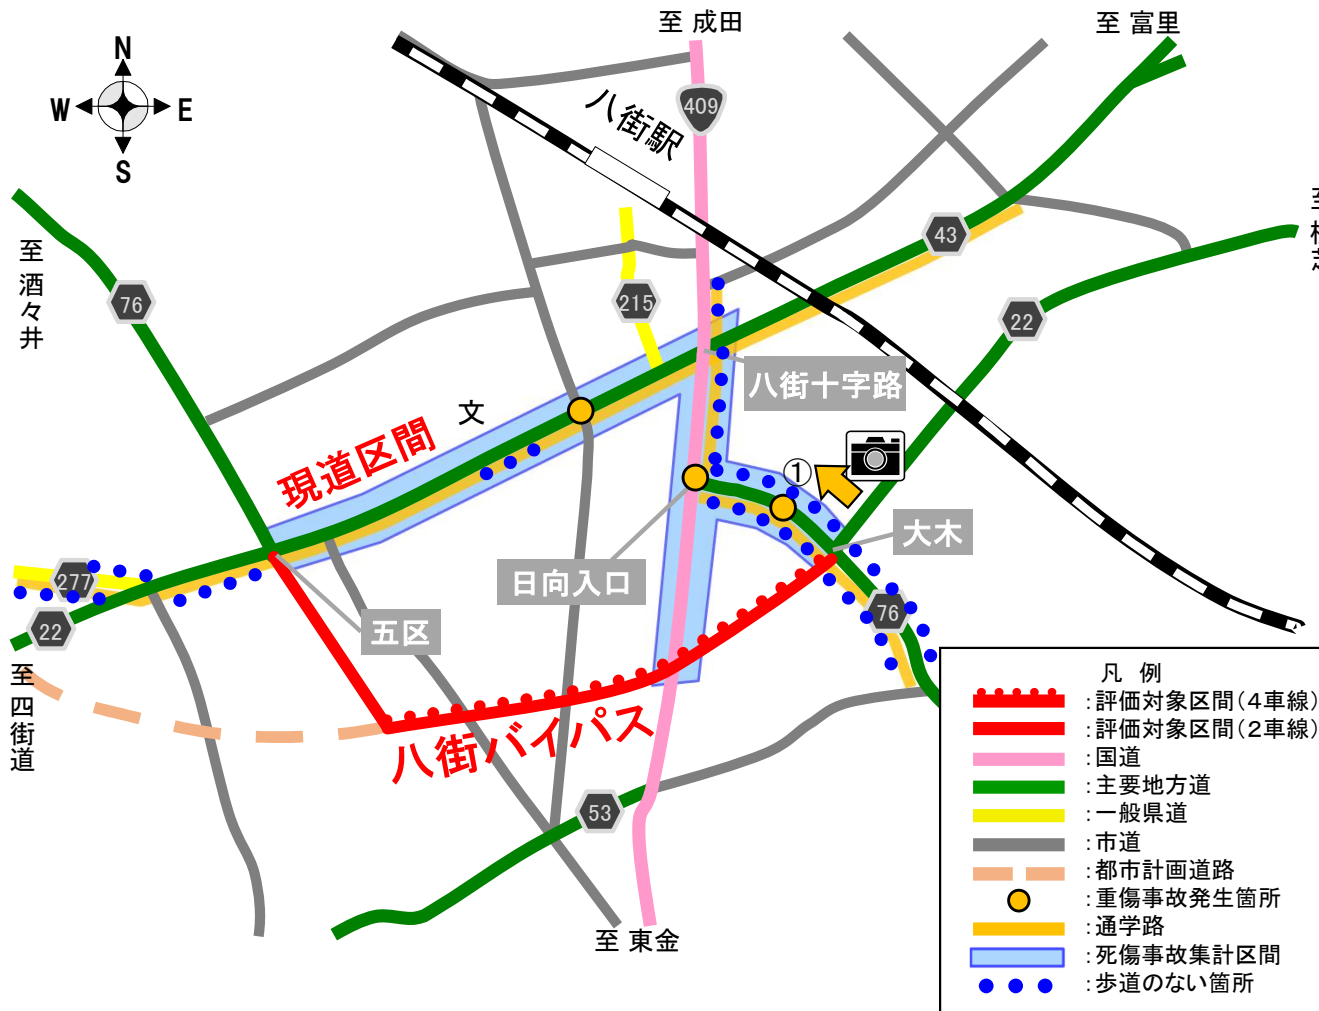 至 成田
至 富里
N
W
E
S
409
八街駅
43
至 酒々井
76
215
22
八街十字路
文
現道区間
①
大木
日向入口
277
22
五区
76
至 四街道
八街バイパス
53
至 東金
凡 例
:評価対象区間(4車線)
:評価対象区間(2車線)
:国道
:主要地方道
:一般県道
:市道
:都市計画道路
:重傷事故発生箇所
:通学路
:死傷事故集計区間
:歩道のない箇所